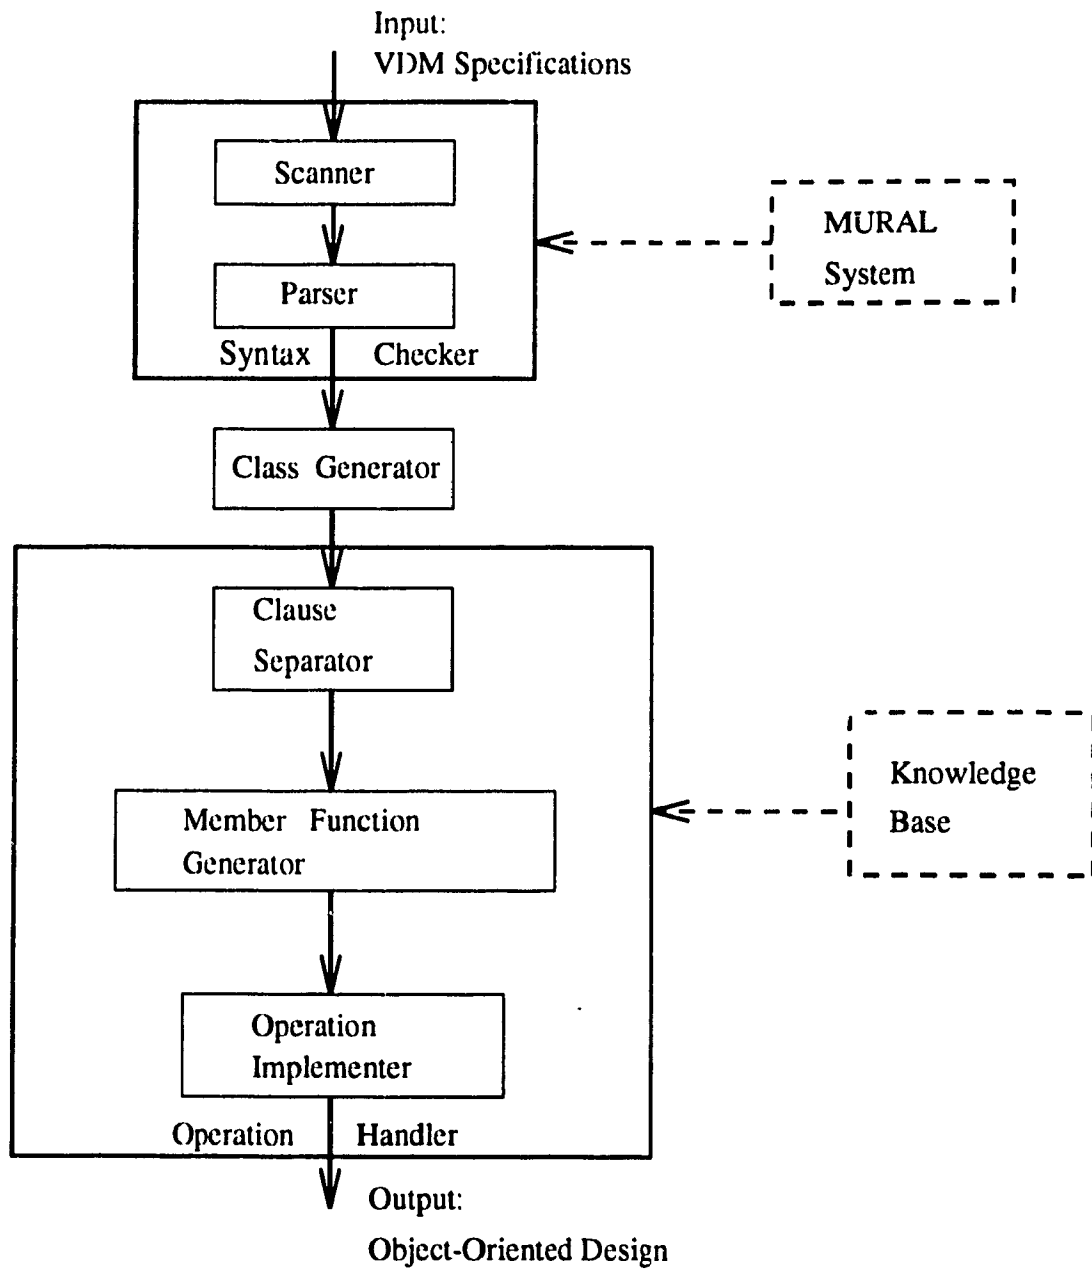 Input:
VDM Specifications
Scanner
Parser
Syntax Checker
MURAL
System
Class Generator
Clause
Separator
Member Function
Generator
Knowledge
Base
Operation
Implementer
Operation Handler
Output:
Object-Oriented Design